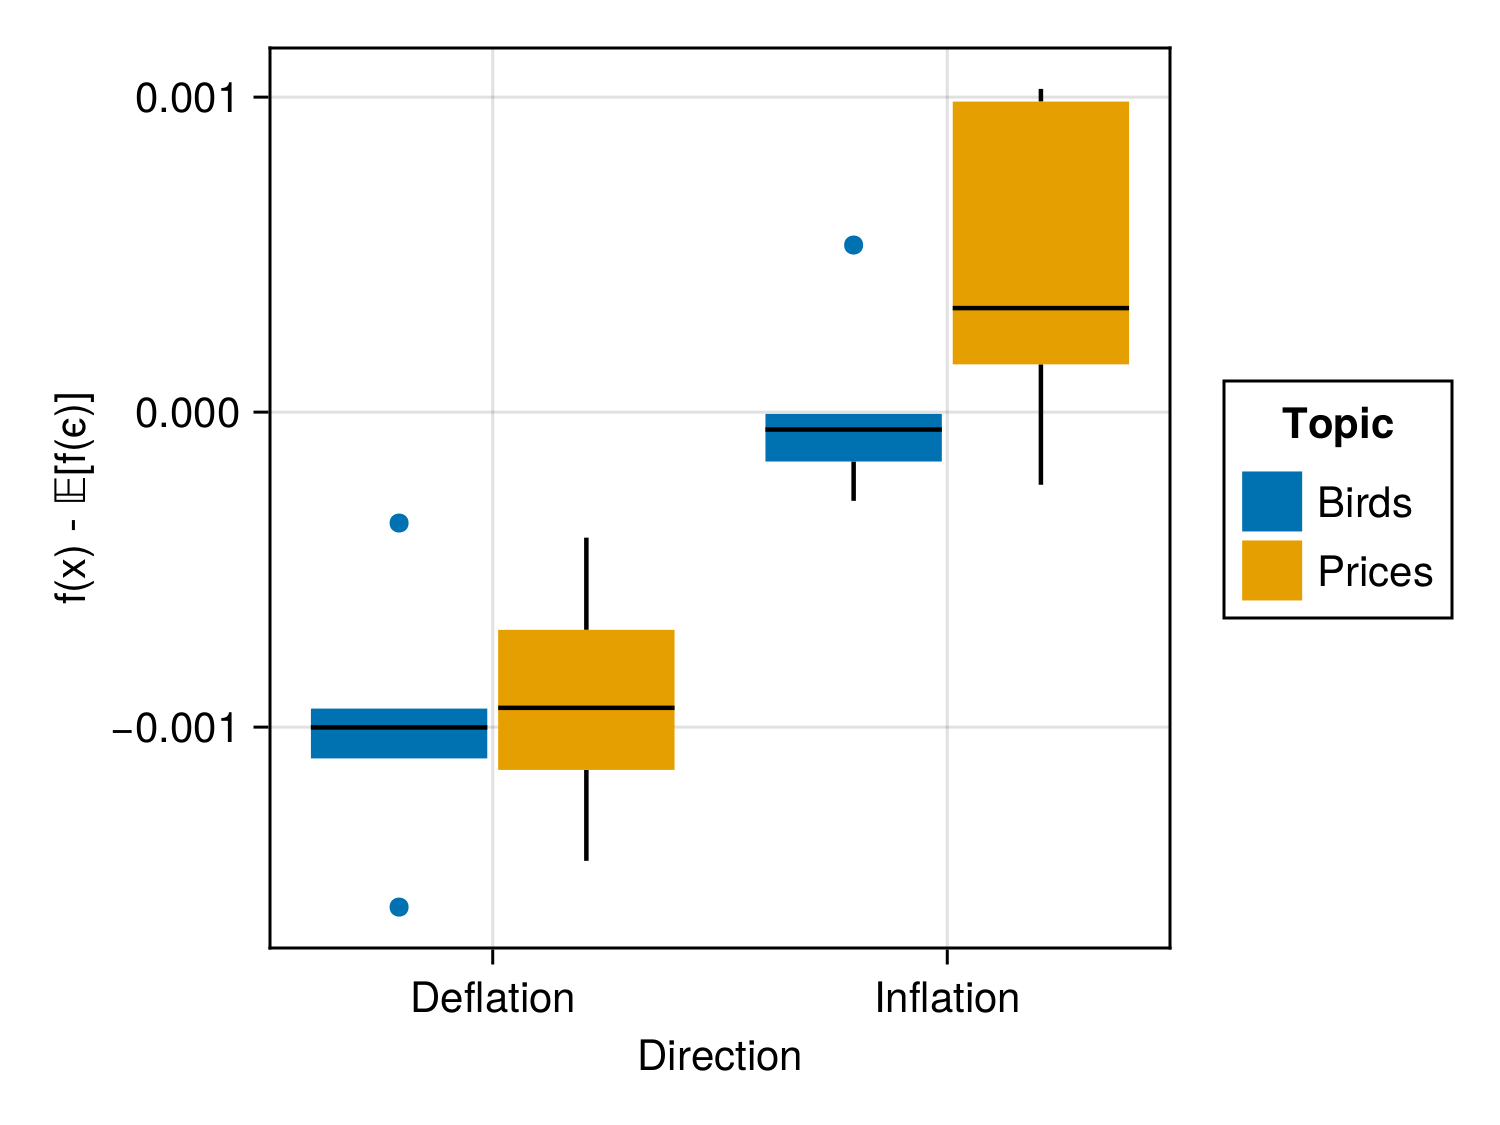 0.001
0.000
−0.001
f(x) - 𝔼[f(ϵ)]
Deflation
Inflation
Direction
Topic
Birds
Prices